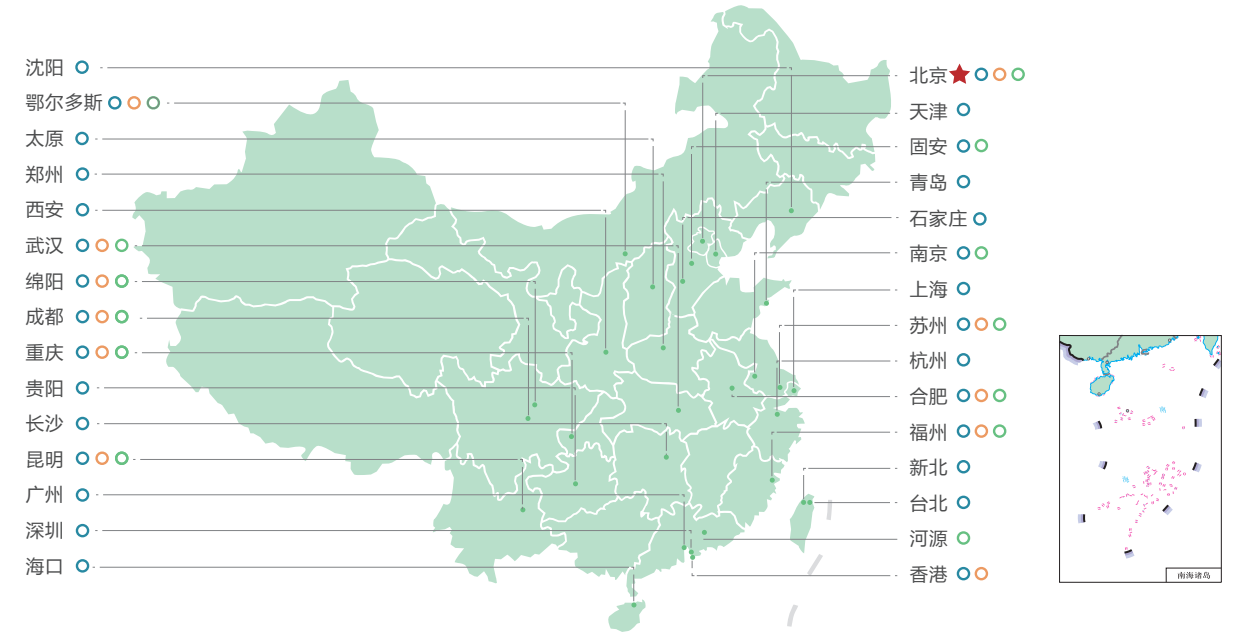 沈阳
鄂尔多斯
太原
郑州
西安
武汉
绵阳
成都
重庆
贵阳
长沙
昆明
广州
深圳
海口
北京
天津
固安
青岛
石家庄
南京
上海
苏州
杭州
合肥
福州
新北
台北
河源
香港
南海诸岛